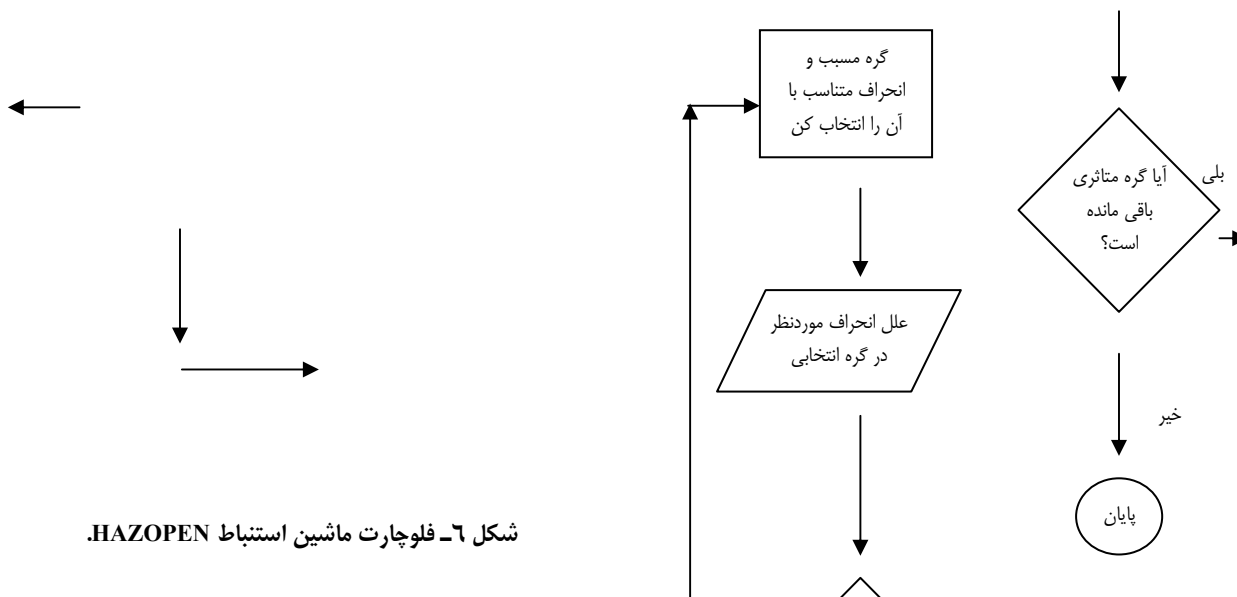 گره مسبب و
انحراف متناسب با
آن را انتخاب کن
آیا گره متاثری
باقی مانده
است؟
بلی
علل انحراف موردنظر
در گره انتخابی
خیر
پایان
شکل ٦ـ فلوچارت ماشین استنباط HAZOPEN.